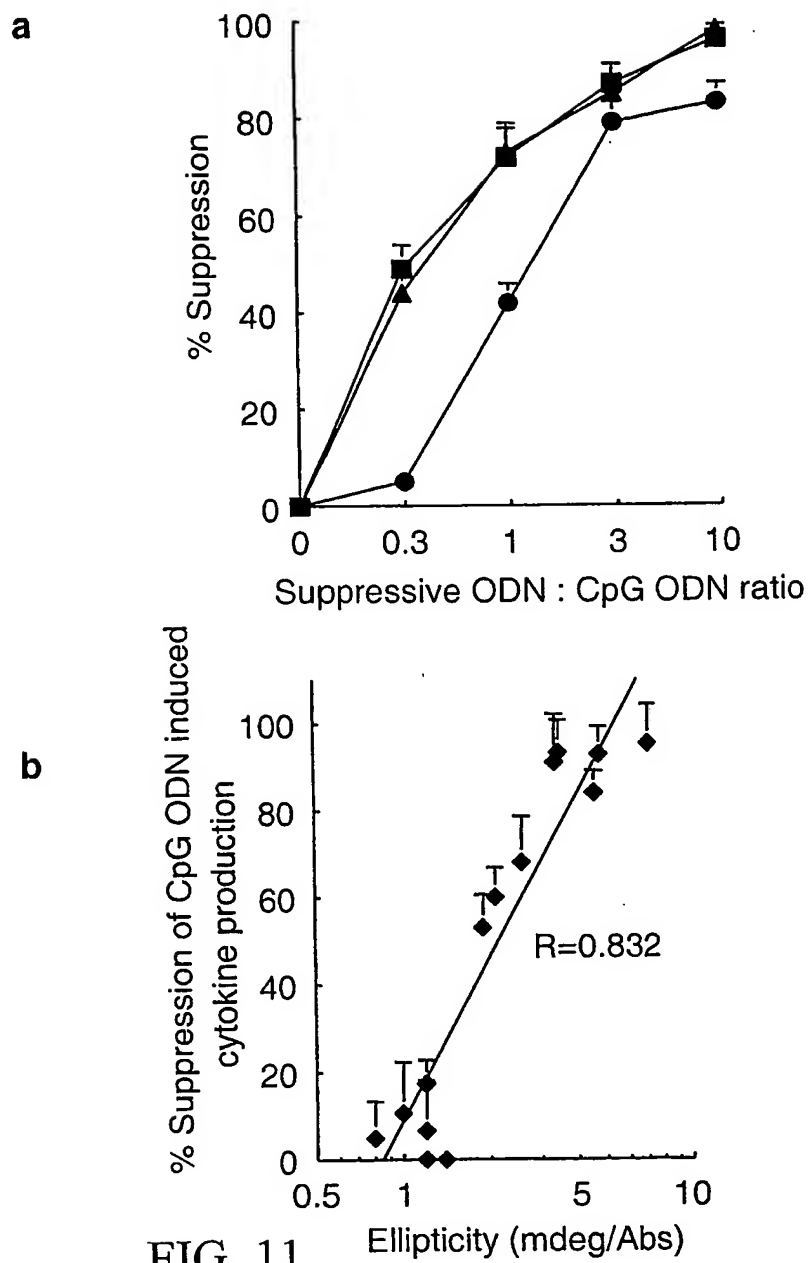 a
100
80
60
40
20
0
% Suppression
0 0.3 1 3 10
Suppressive ODN : CpG ODN ratio
b
% Suppression of CpG ODN induced
cytokine production
100
80
60
40
20
0
R=0.832
0.5 1 5 10
Ellipticity (mdeg/Abs)
FIG. 11